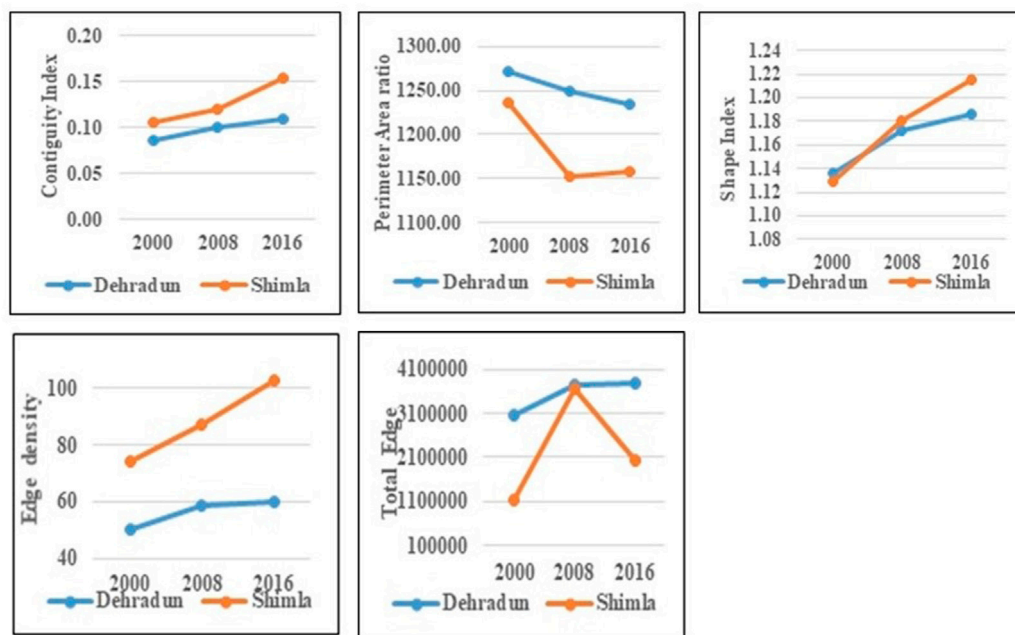 Contiguity Index
0.20
0.15
0.10
0.05
0.00
2000 2008 2016
Dehradun Shimla
Perimeter Area ratio
1300.00
1250.00
1200.00
1150.00
1100.00
2000 2008 2016
Dehradun Shimla
Shape Index
1.24
1.22
1.20
1.18
1.16
1.14
1.12
1.10
1.08
2000 2008 2016
Dehradun Shimla
Edge density
100
80
60
40
2000 2008 2016
Dehradun Shimla
Total Edge
4100000
3100000
2100000
1100000
100000
2000 2008 2016
Dehradun Shimla